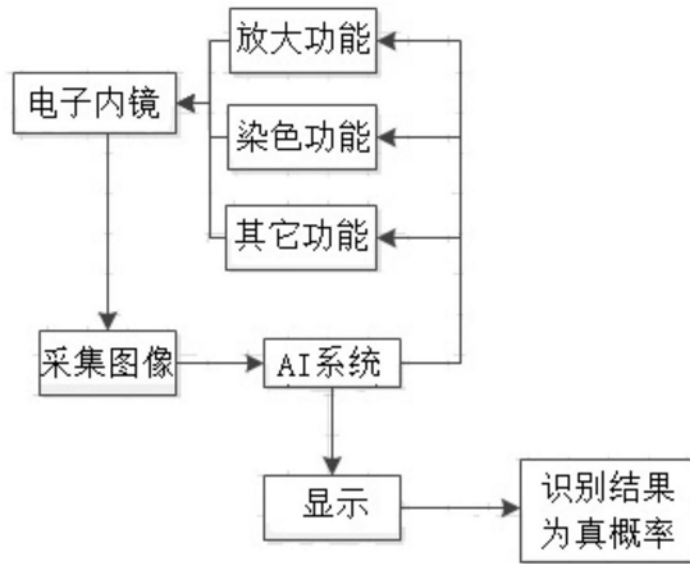 放大功能
电子内镜
染色功能
其它功能
采集图像
AI系统
显示
识别结果
为真概率